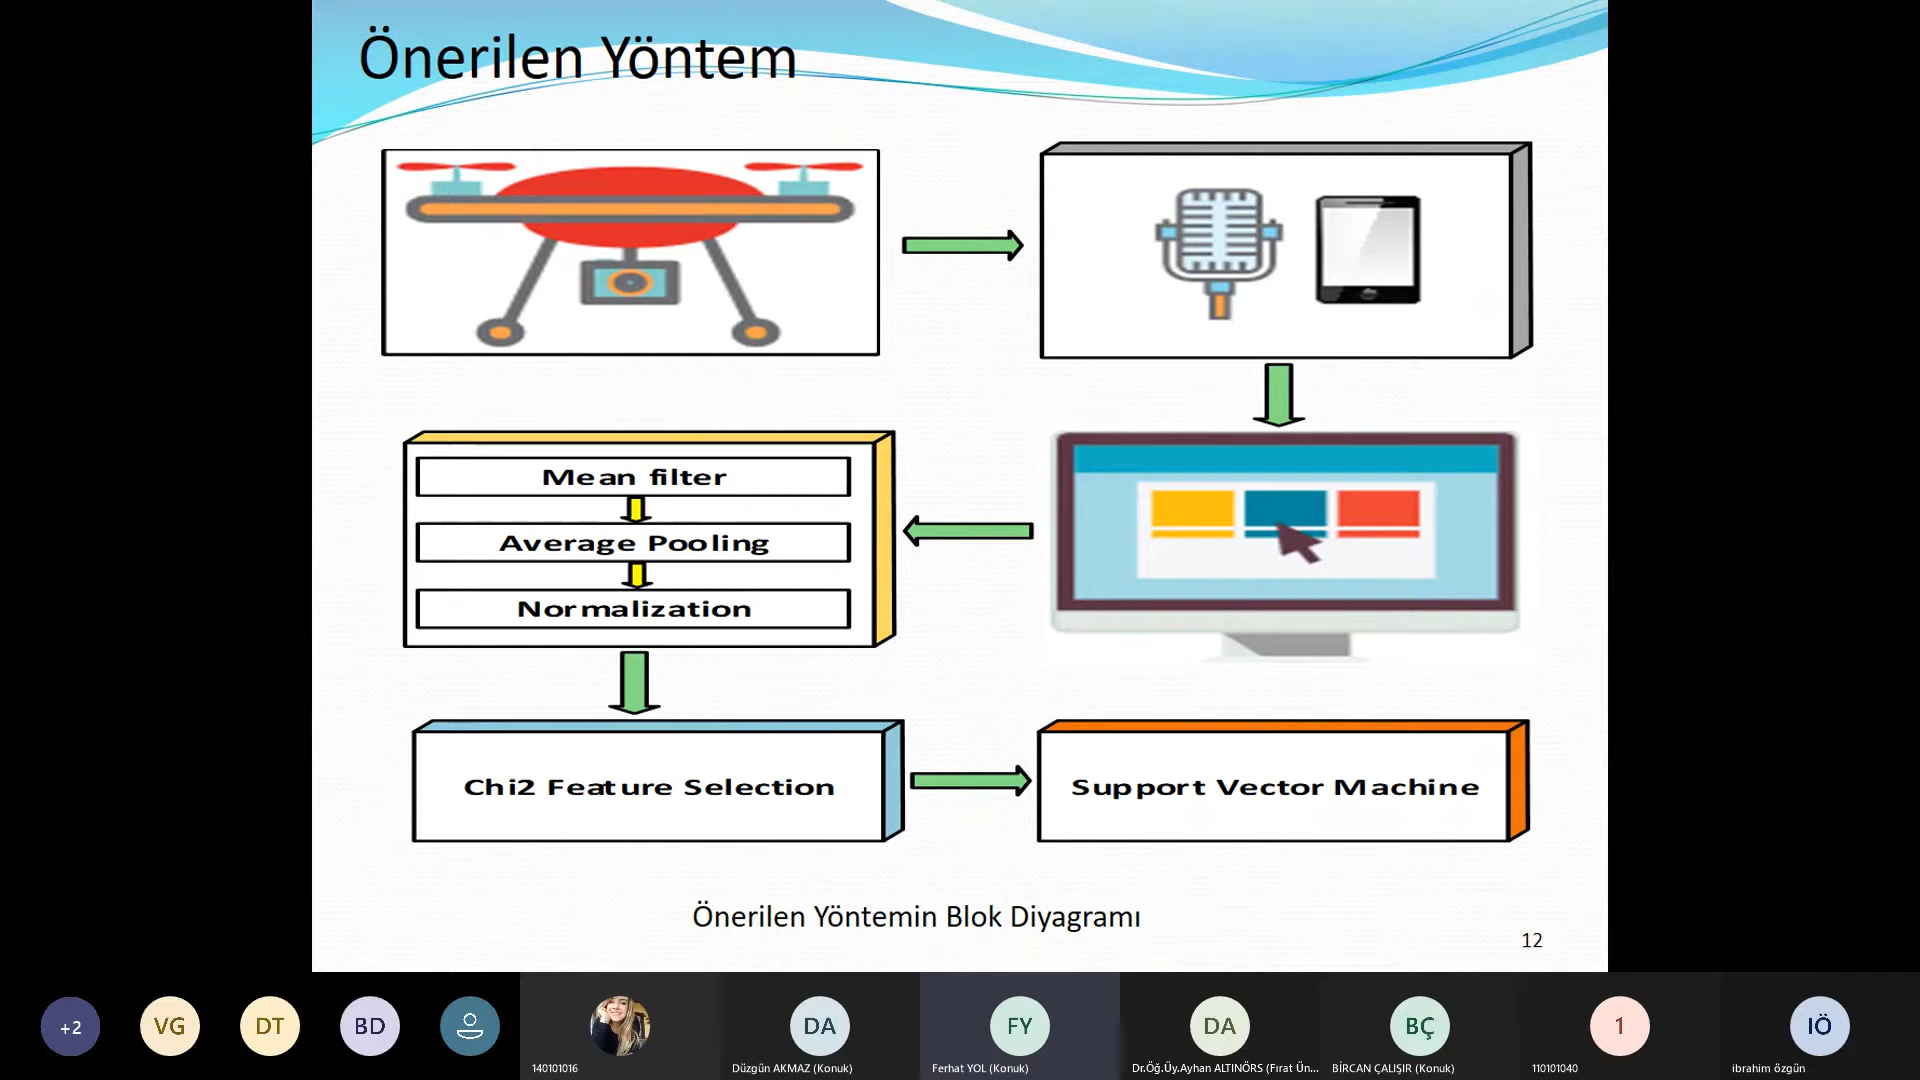 Önerilen Yöntem
Mean filter
Average Pooling
Normalization
Chi2 Feature Selection
Support Vector Machine
Önerilen Yöntemin Blok Diyagramı
12
+2
VG
DT
BD
DA
FY
DA
BÇ
1
IÖ
140101016
Düzgün AKMAZ (Konuk)
Ferhat YOL (Konuk)
Dr.Öğ.Üy.Ayhan ALTINÖRS (Fırat Ün...
BİRCAN ÇALIŞIR (Konuk)
110101040
ibrahim özgün